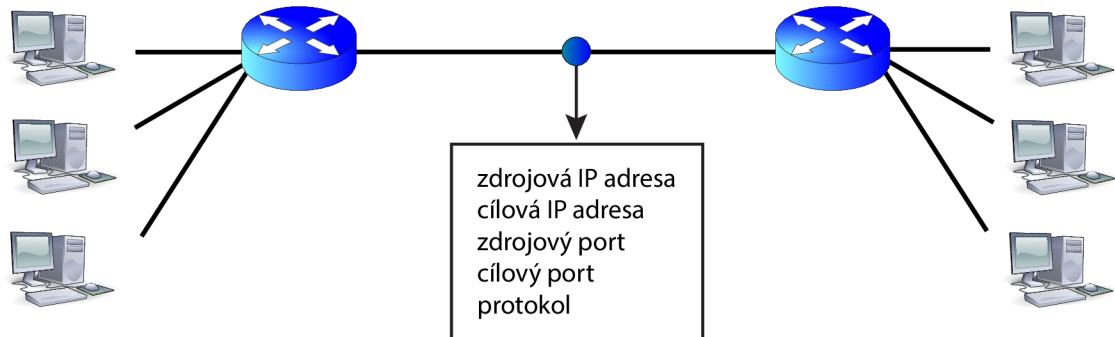 zdrojová IP adresa
cílová IP adresa
zdrojový port
cílový port
protokol